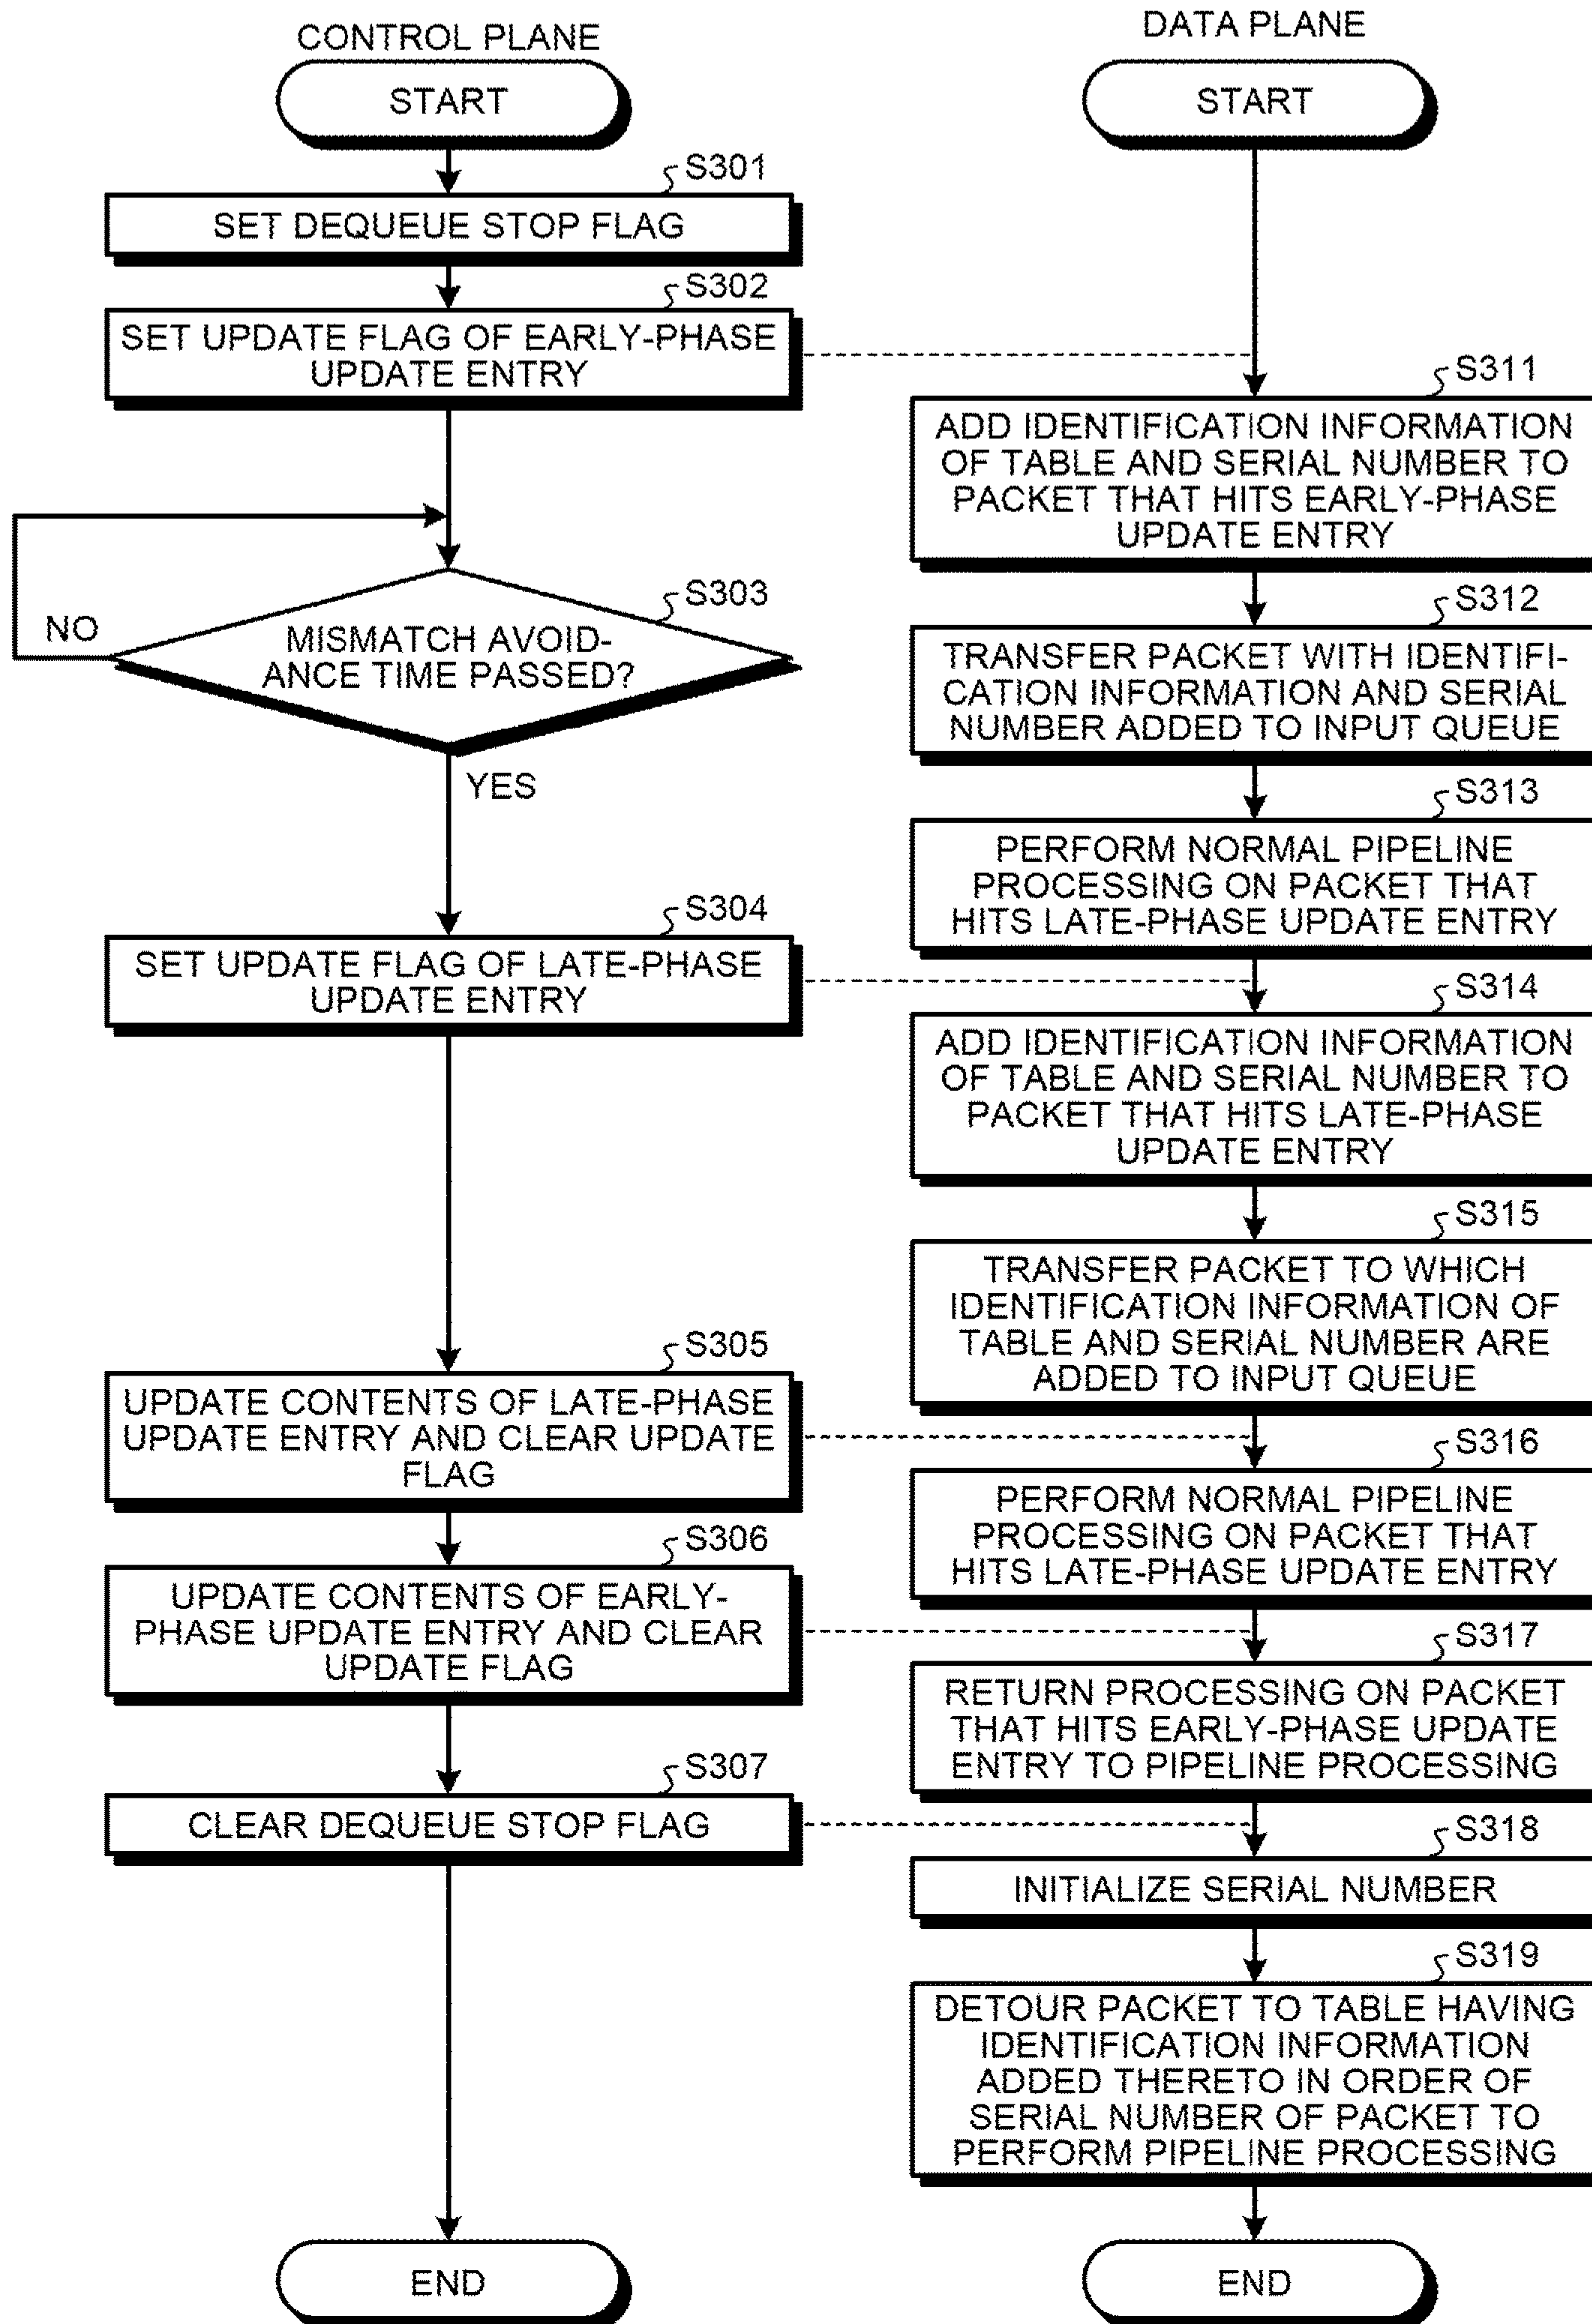 CONTROL PLANE
START
S301
SET DEQUEUE STOP FLAG
S302
SET UPDATE FLAG OF EARLY-PHASE
UPDATE ENTRY
S303
MISMATCH AVOID-
ANCE TIME PASSED?
NO
YES
S304
SET UPDATE FLAG OF LATE-PHASE
UPDATE ENTRY
S305
UPDATE CONTENTS OF LATE-PHASE
UPDATE ENTRY AND CLEAR UPDATE
FLAG
S306
UPDATE CONTENTS OF EARLY-
PHASE UPDATE ENTRY AND CLEAR
UPDATE FLAG
S307
CLEAR DEQUEUE STOP FLAG
END
DATA PLANE
START
S311
ADD IDENTIFICATION INFORMATION
OF TABLE AND SERIAL NUMBER TO
PACKET THAT HITS EARLY-PHASE
UPDATE ENTRY
S312
TRANSFER PACKET WITH IDENTIFI-
CATION INFORMATION AND SERIAL
NUMBER ADDED TO INPUT QUEUE
S313
PERFORM NORMAL PIPELINE
PROCESSING ON PACKET THAT
HITS LATE-PHASE UPDATE ENTRY
S314
ADD IDENTIFICATION INFORMATION
OF TABLE AND SERIAL NUMBER TO
PACKET THAT HITS LATE-PHASE
UPDATE ENTRY
S315
TRANSFER PACKET TO WHICH
IDENTIFICATION INFORMATION OF
TABLE AND SERIAL NUMBER ARE
ADDED TO INPUT QUEUE
S316
PERFORM NORMAL PIPELINE
PROCESSING ON PACKET THAT
HITS LATE-PHASE UPDATE ENTRY
S317
RETURN PROCESSING ON PACKET
THAT HITS EARLY-PHASE UPDATE
ENTRY TO PIPELINE PROCESSING
S318
INITIALIZE SERIAL NUMBER
S319
DETOUR PACKET TO TABLE HAVING
IDENTIFICATION INFORMATION
ADDED THERETO IN ORDER OF
SERIAL NUMBER OF PACKET TO
PERFORM PIPELINE PROCESSING
END